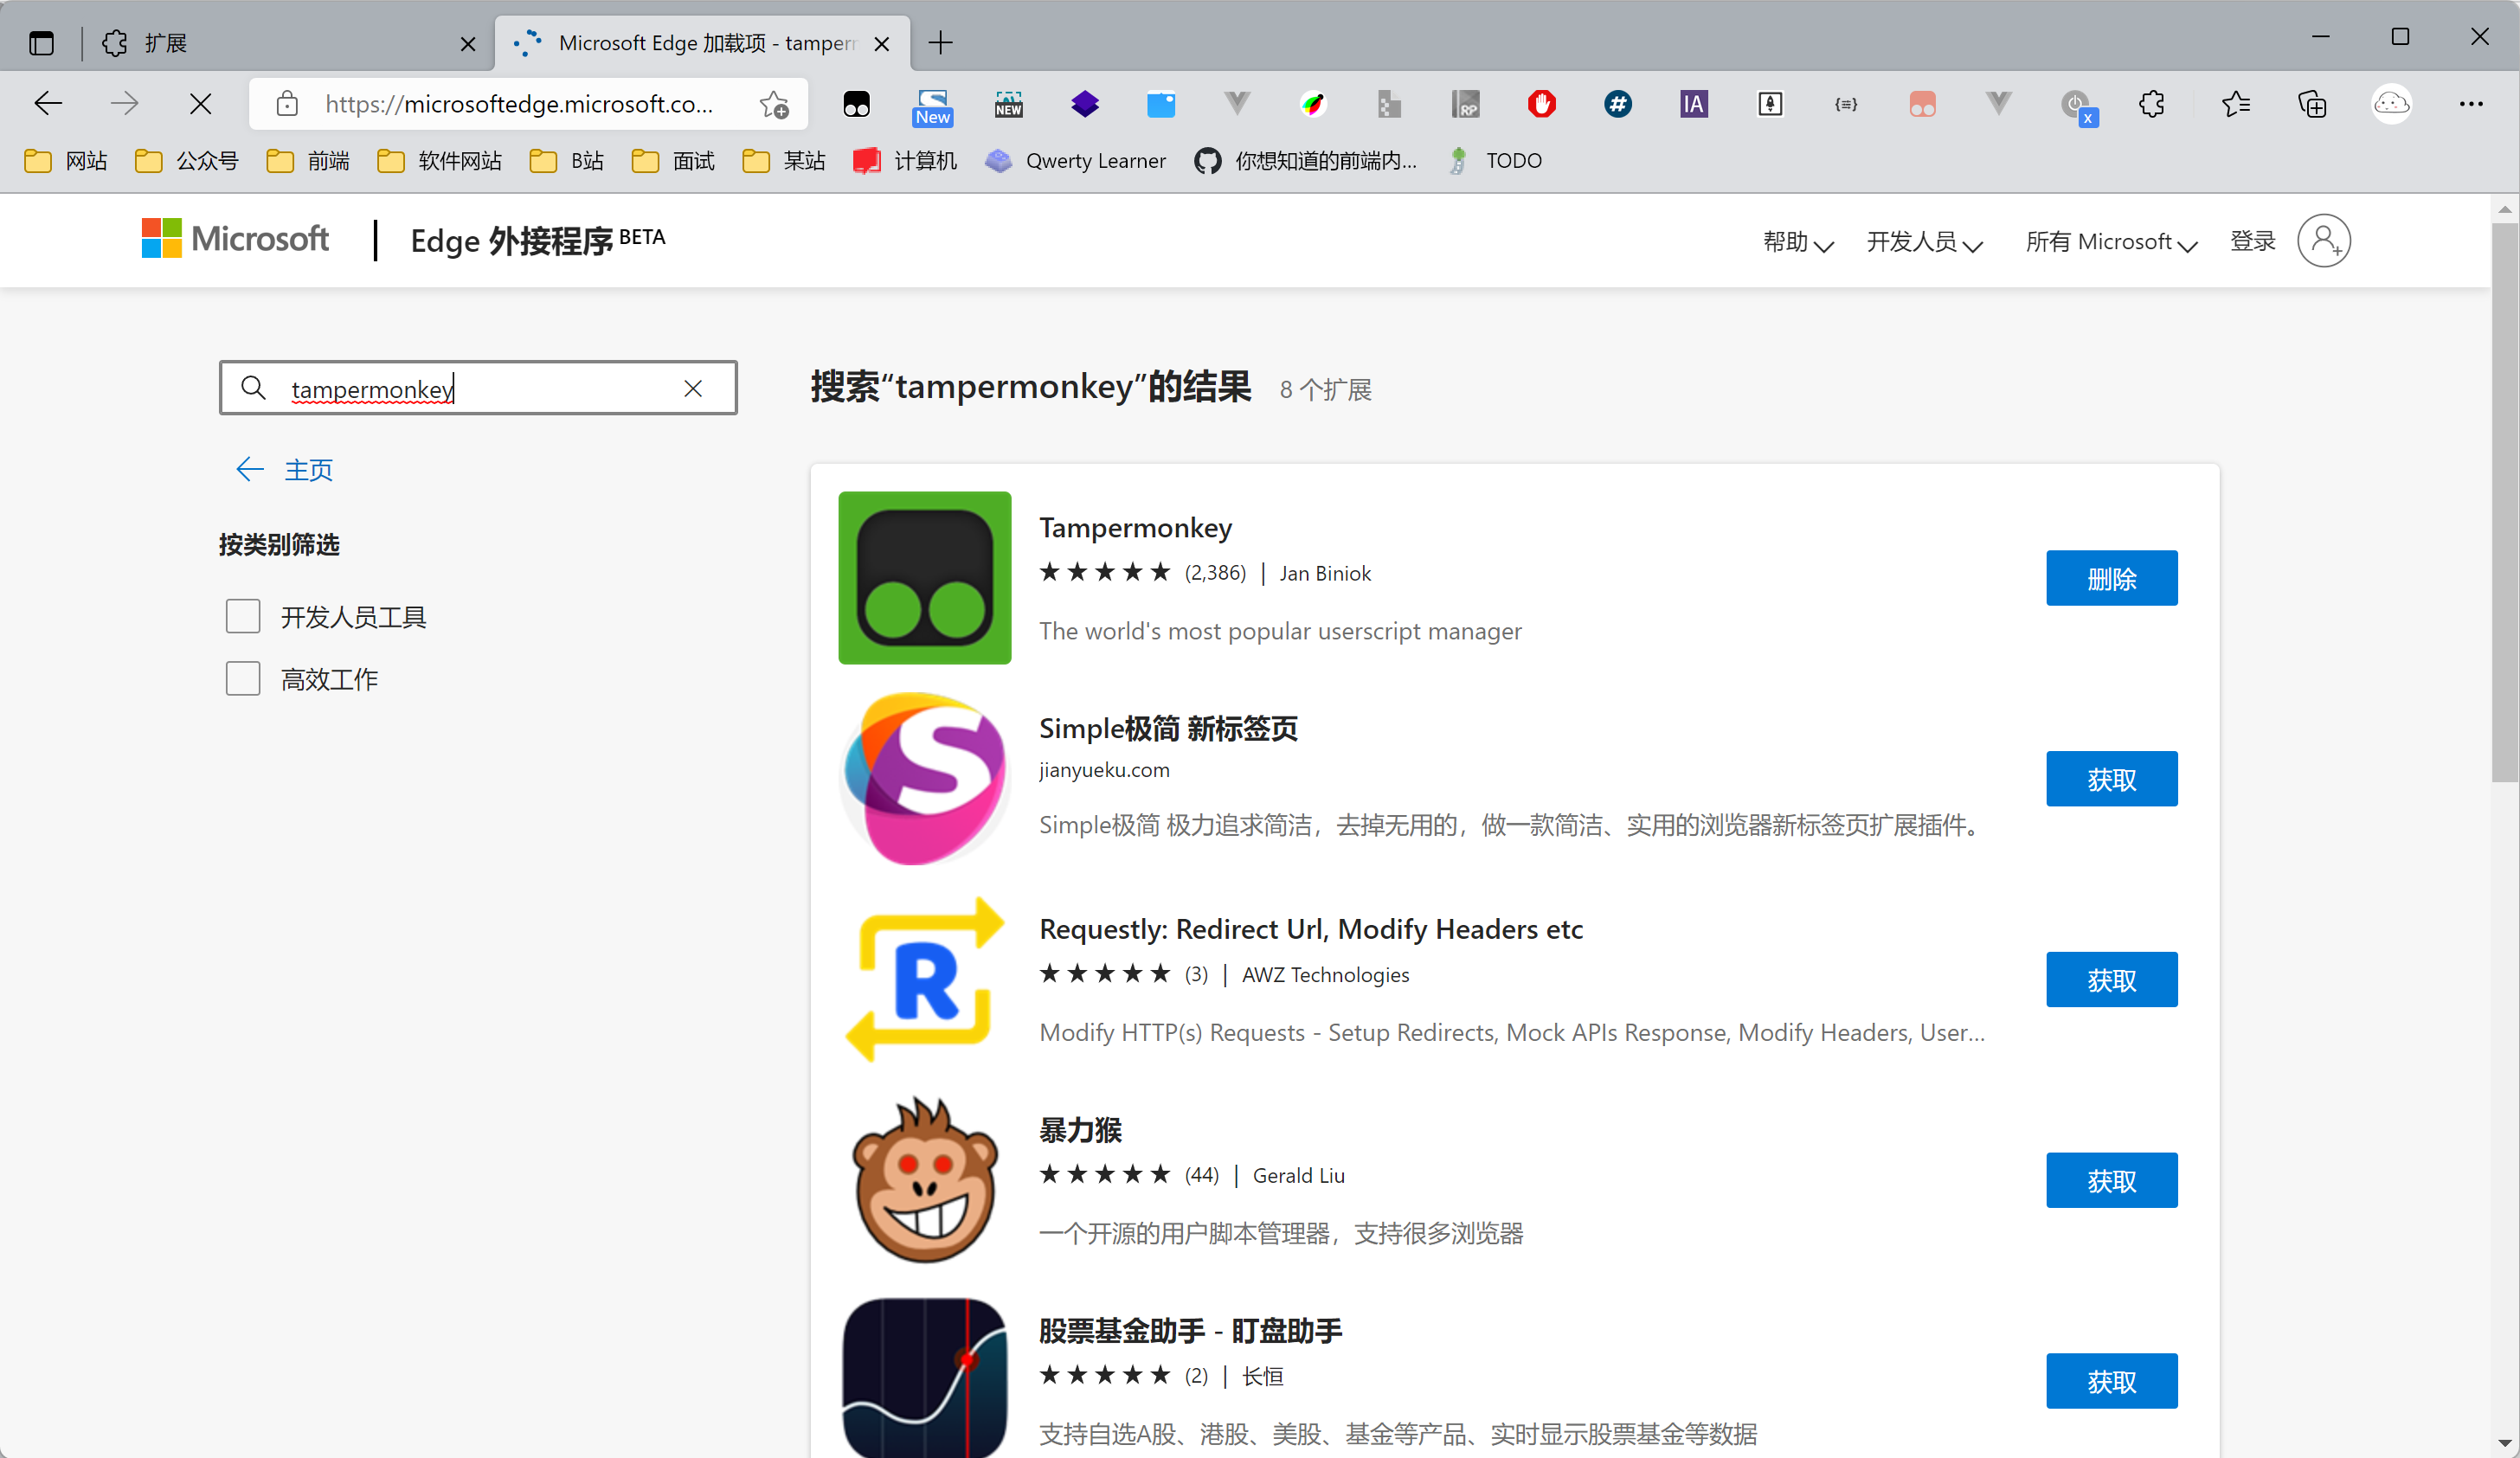 扩展
Microsoft Edge 加载项 - tamperm
https://microsoftedge.microsoft.co...
New
NEW
RP
#
IA
x
网站
公众号
前端
软件网站
B站
面试
某站
计算机
Qwerty Learner
你想知道的前端内...
TODO
Microsoft
Edge 外接程序 BETA
帮助
开发人员
所有 Microsoft
登录
tampermonkey
搜索“tampermonkey”的结果
8 个扩展
主页
按类别筛选
开发人员工具
高效工作
Tampermonkey
(2,386) | Jan Biniok
The world's most popular userscript manager
删除
Simple极简 新标签页
jianyueku.com
Simple极简 极力追求简洁，去掉无用的，做一款简洁、实用的浏览器新标签页扩展插件。
获取
Requestly: Redirect Url, Modify Headers etc
(3) | AWZ Technologies
Modify HTTP(s) Requests - Setup Redirects, Mock APIs Response, Modify Headers, User...
获取
暴力猴
(44) | Gerald Liu
一个开源的用户脚本管理器，支持很多浏览器
获取
股票基金助手 - 盯盘助手
(2) | 长恒
支持自选A股、港股、美股、基金等产品、实时显示股票基金等数据
获取